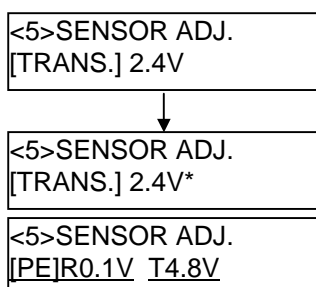 <5>SENSOR ADJ.
[TRANS.] 2.4V
<5>SENSOR ADJ.
[TRANS.] 2.4V*
<5>SENSOR ADJ.
[PE]R0.1V T4.8V